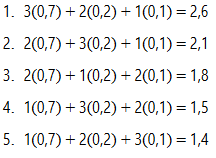 1. 3(0,7) + 2(0,2) + 1(0,1) = 2,6
2. 2(0,7) + 3(0,2) + 1(0,1) = 2,1
3. 2(0,7) + 1(0,2) + 2(0,1) = 1,8
4. 1(0,7) + 3(0,2) + 2(0,1) = 1,5
5. 1(0,7) + 2(0,2) + 3(0,1) = 1,4